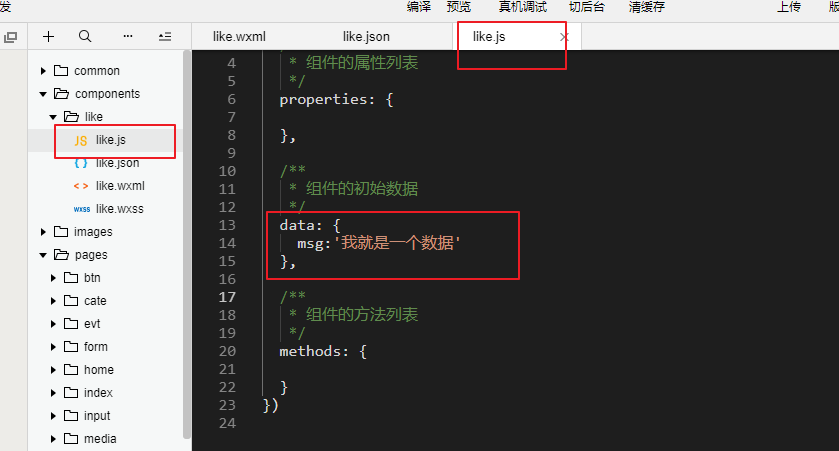 发 编译 预览 真机调试 切后台 清缓存 上传 版
like.wxml like.json like.js
common
components
like
JS like.js
{ } like.json
< > like.wxml
wxss like.wxss
images
pages
btn
cate
evt
form
home
index
input
media
4 * 组件的属性列表
5 */
6 properties: {
7
8 },
9
10 /**
11 * 组件的初始数据
12 */
13 data: {
14 msg:'我就是一个数据'
15 },
16
17 /**
18 * 组件的方法列表
19 */
20 methods: {
21
22 }
23 })
24